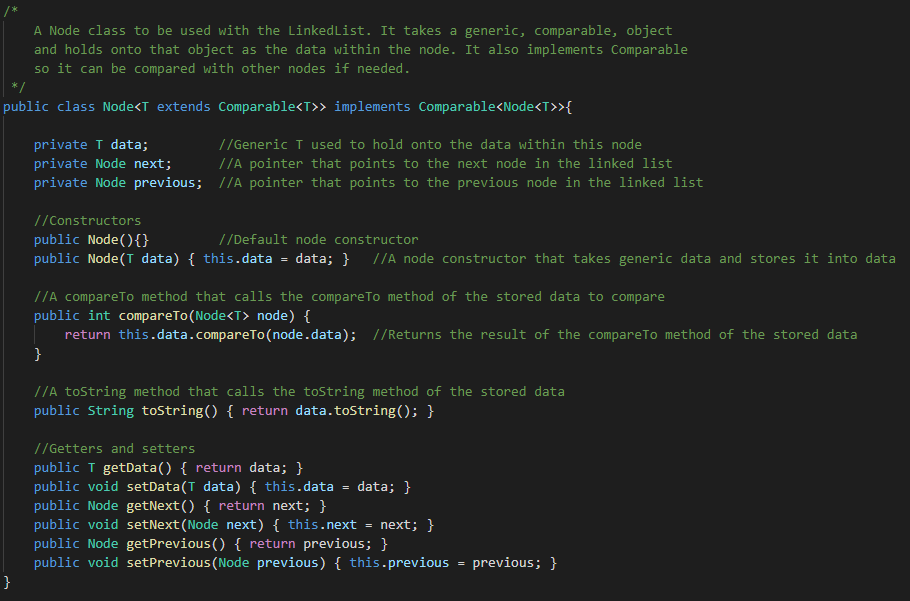 /*
    A Node class to be used with the LinkedList. It takes a generic, comparable, object
    and holds onto that object as the data within the node. It also implements Comparable
    so it can be compared with other nodes if needed.
 */
public class Node<T extends Comparable<T>> implements Comparable<Node<T>>{
    private T data;         //Generic T used to hold onto the data within this node
    private Node next;      //A pointer that points to the next node in the linked list
    private Node previous;  //A pointer that points to the previous node in the linked list
    //Constructors
    public Node(){}         //Default node constructor
    public Node(T data) { this.data = data; }   //A node constructor that takes generic data and stores it into data
    //A compareTo method that calls the compareTo method of the stored data to compare
    public int compareTo(Node<T> node) {
        return this.data.compareTo(node.data);  //Returns the result of the compareTo method of the stored data
    }
    //A toString method that calls the toString method of the stored data
    public String toString() { return data.toString(); }
    //Getters and setters
    public T getData() { return data; }
    public void setData(T data) { this.data = data; }
    public Node getNext() { return next; }
    public void setNext(Node next) { this.next = next; }
    public Node getPrevious() { return previous; }
    public void setPrevious(Node previous) { this.previous = previous; }
}